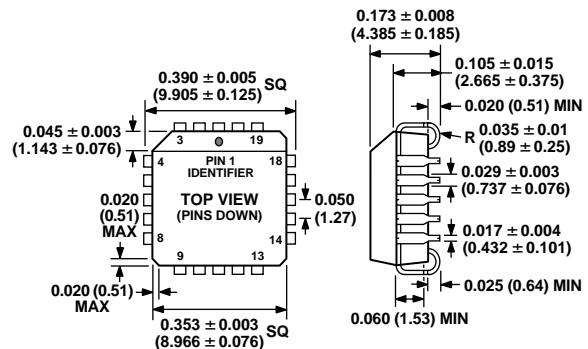 0.173 ± 0.008
(4.385 ± 0.185)
0.390 ± 0.005 SQ
(9.905 ± 0.125)
0.105 ± 0.015
(2.665 ± 0.375)
0.020 (0.51) MIN
0.045 ± 0.003
(1.143 ± 0.076)
3
19
PIN 1
IDENTIFIER
4
18
R 0.035 ± 0.01
(0.89 ± 0.25)
0.029 ± 0.003
(0.737 ± 0.076)
0.020
(0.51)
MAX
TOP VIEW
(PINS DOWN)
0.050
(1.27)
0.017 ± 0.004
(0.432 ± 0.101)
8
14
9
13
0.020 (0.51)
MAX
0.025 (0.64) MIN
0.353 ± 0.003 SQ
(8.966 ± 0.076)
0.060 (1.53) MIN